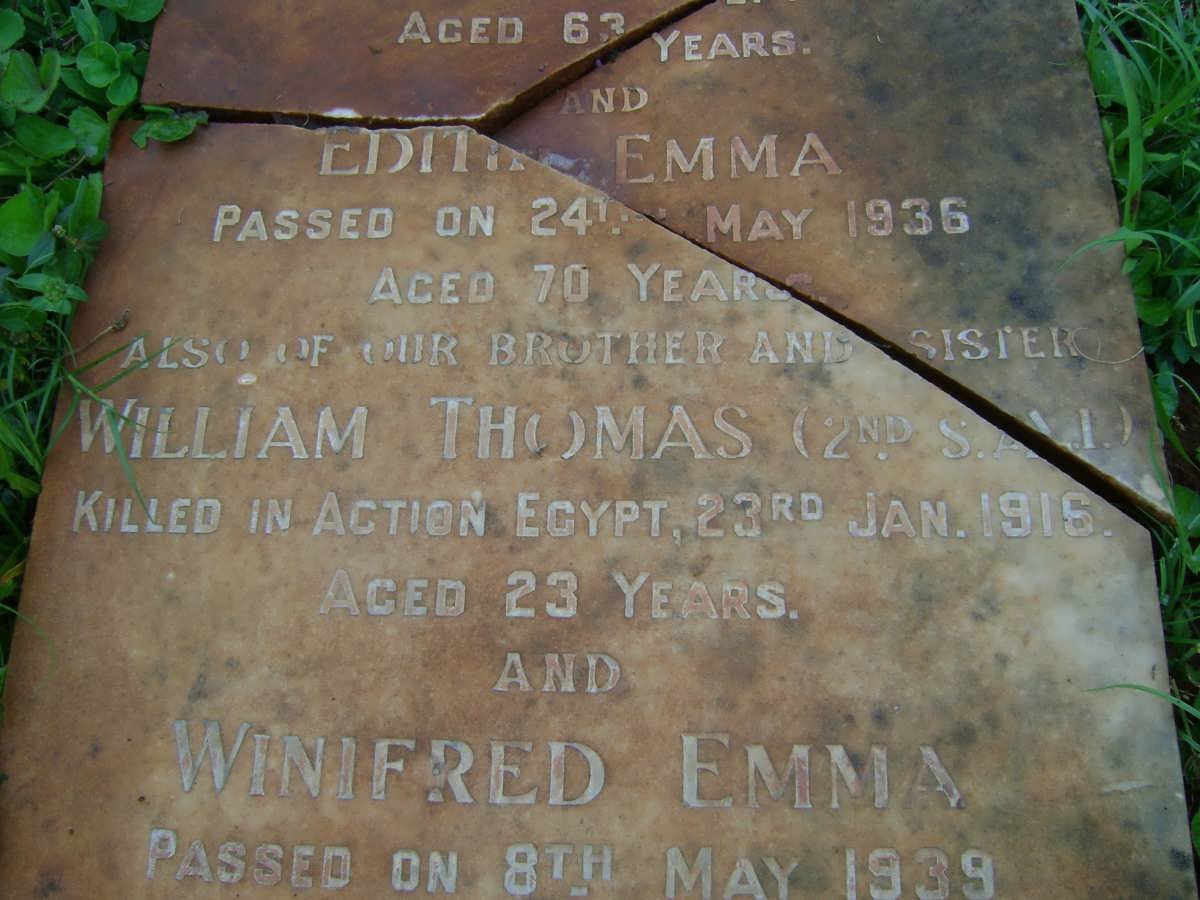 AGED 63 YEARS.
AND
EDITH EMMA
PASSED ON 24TH MAY 1936
AGED 70 YEARS.
ALSO OF OUR BROTHER AND SISTER
WILLIAM THOMAS (2ND S.A.I.)
KILLED IN ACTION EGYPT, 23RD JAN. 1916.
AGED 23 YEARS.
AND
WINIFRED EMMA
PASSED ON 8TH MAY 1939